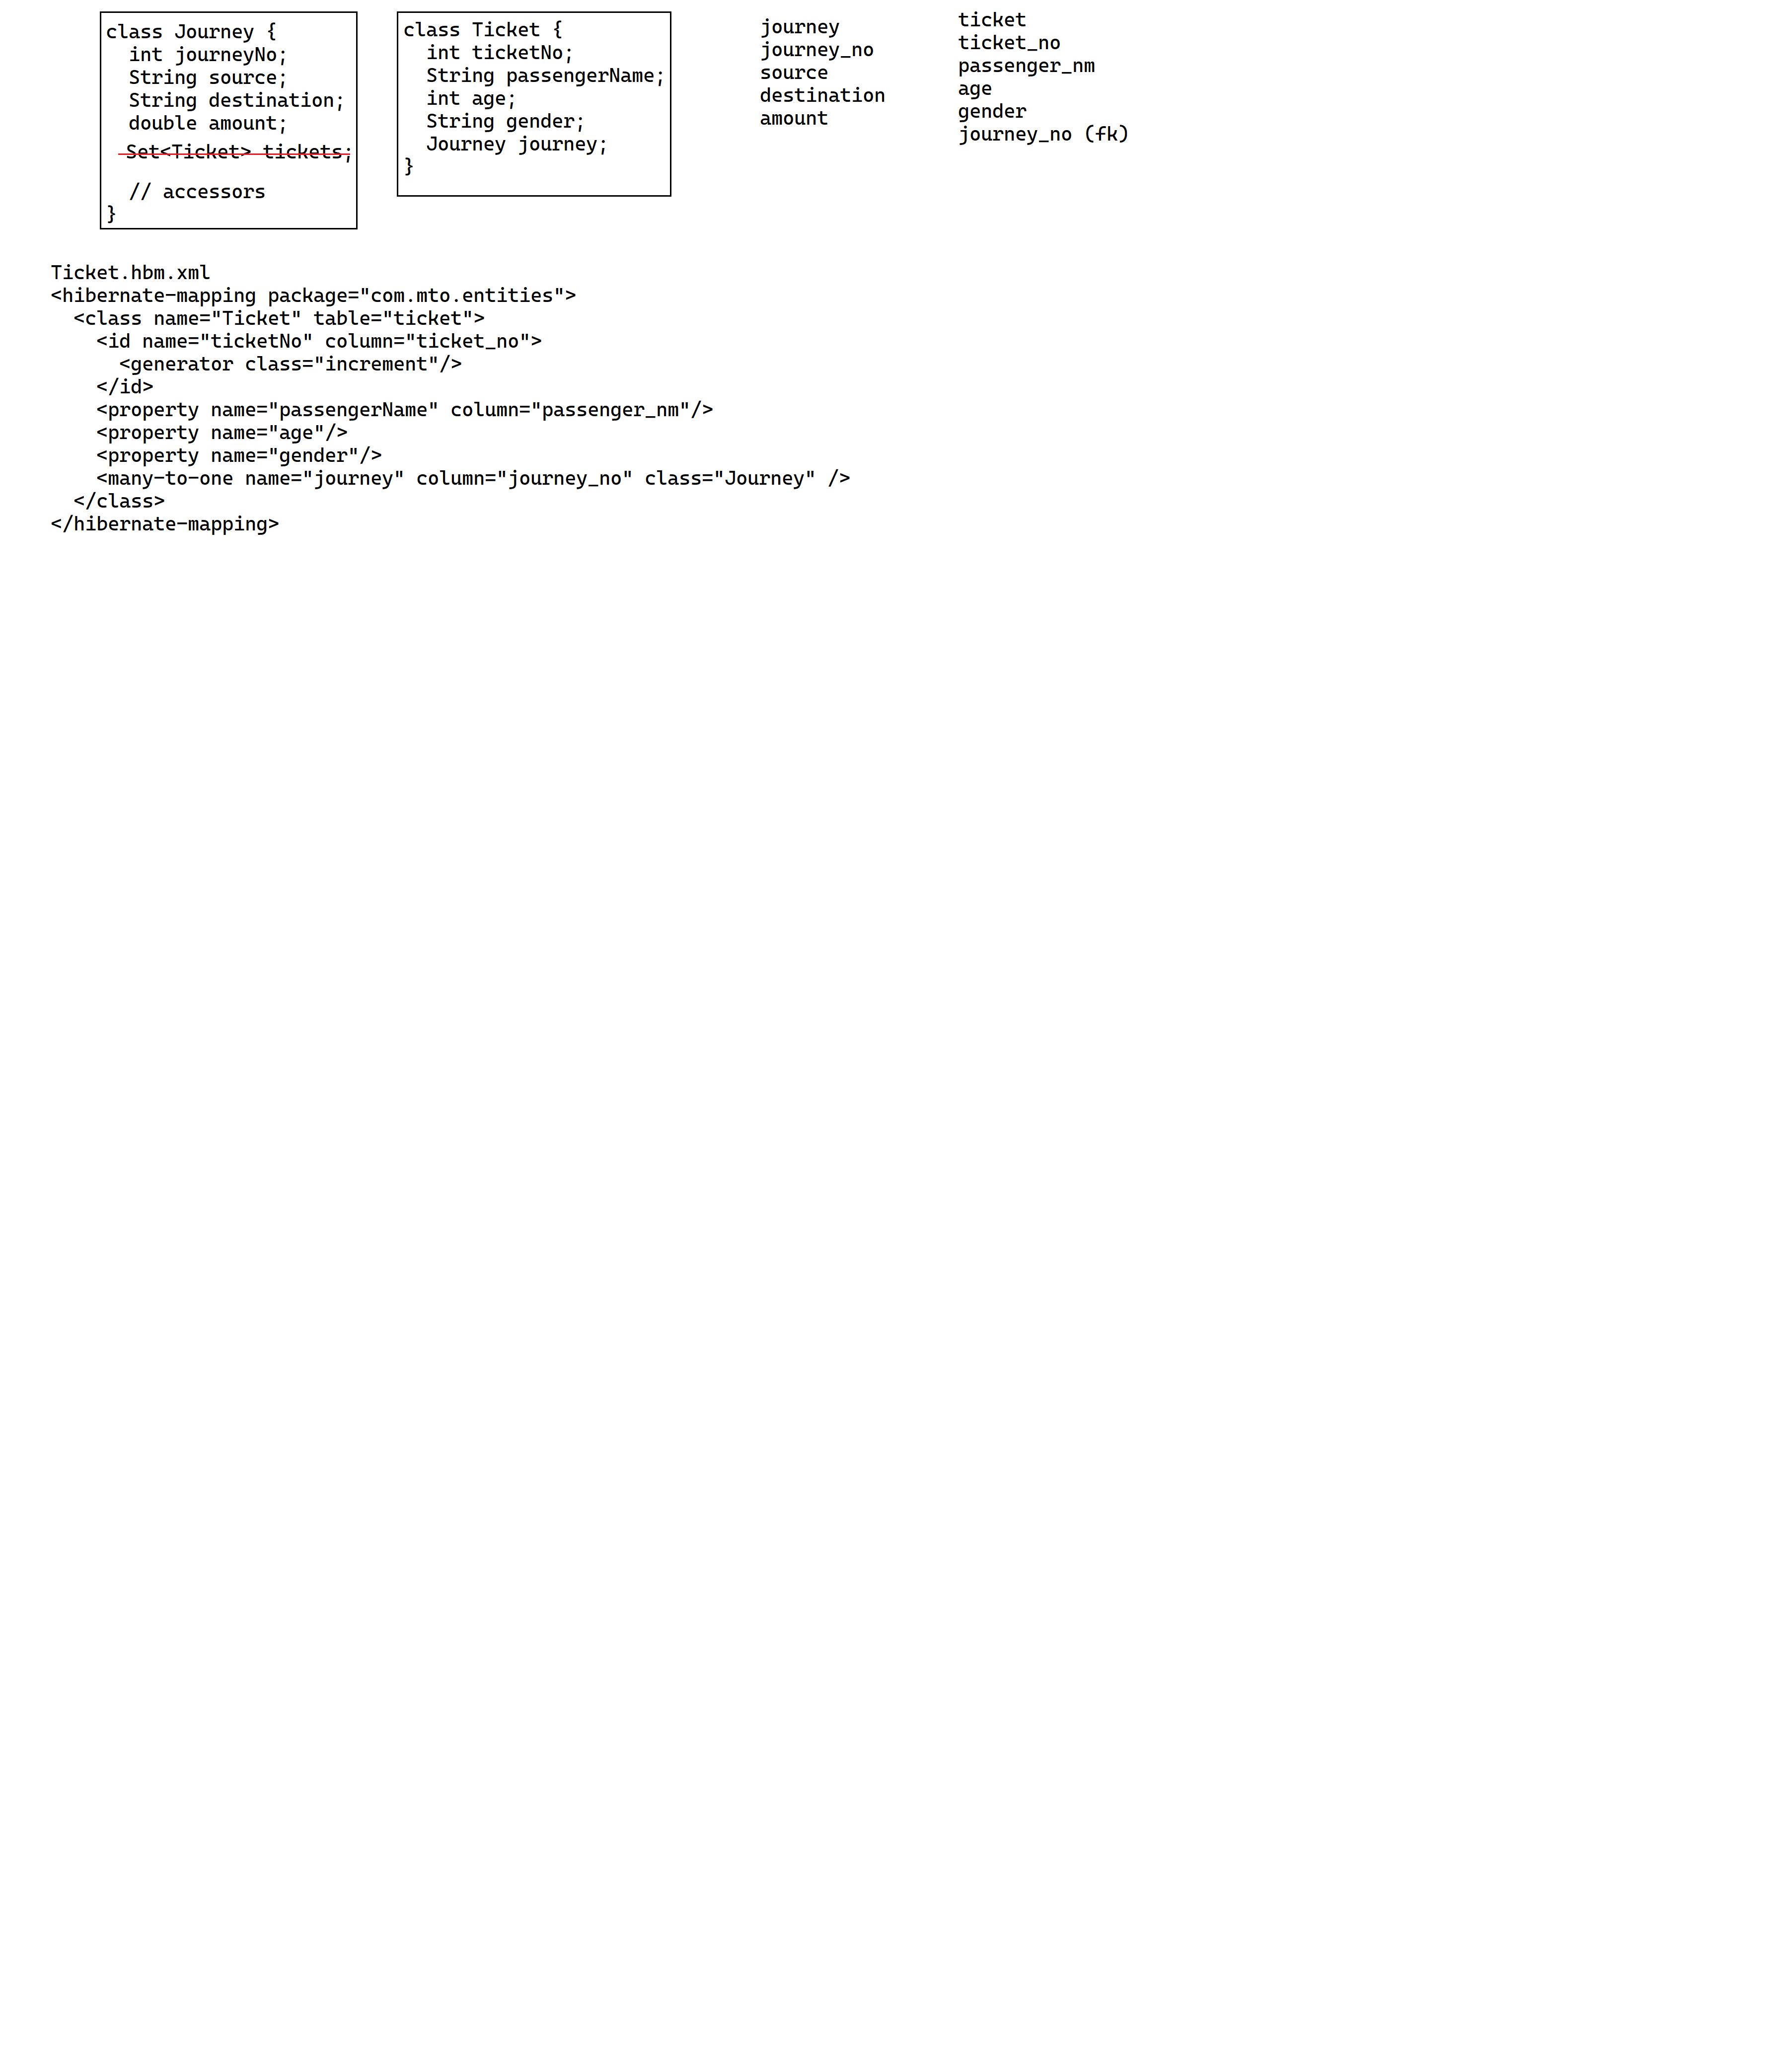 class Journey {
  int journeyNo;
  String source;
  String destination;
  double amount;
  Set<Ticket> tickets;
  // accessors
}
class Ticket {
  int ticketNo;
  String passengerName;
  int age;
  String gender;
  Journey journey;
}
journey
journey_no
source
destination
amount
ticket
ticket_no
passenger_nm
age
gender
journey_no (fk)
Ticket.hbm.xml
<hibernate-mapping package="com.mto.entities">
  <class name="Ticket" table="ticket">
    <id name="ticketNo" column="ticket_no">
      <generator class="increment"/>
    </id>
    <property name="passengerName" column="passenger_nm"/>
    <property name="age"/>
    <property name="gender"/>
    <many-to-one name="journey" column="journey_no" class="Journey" />
  </class>
</hibernate-mapping>